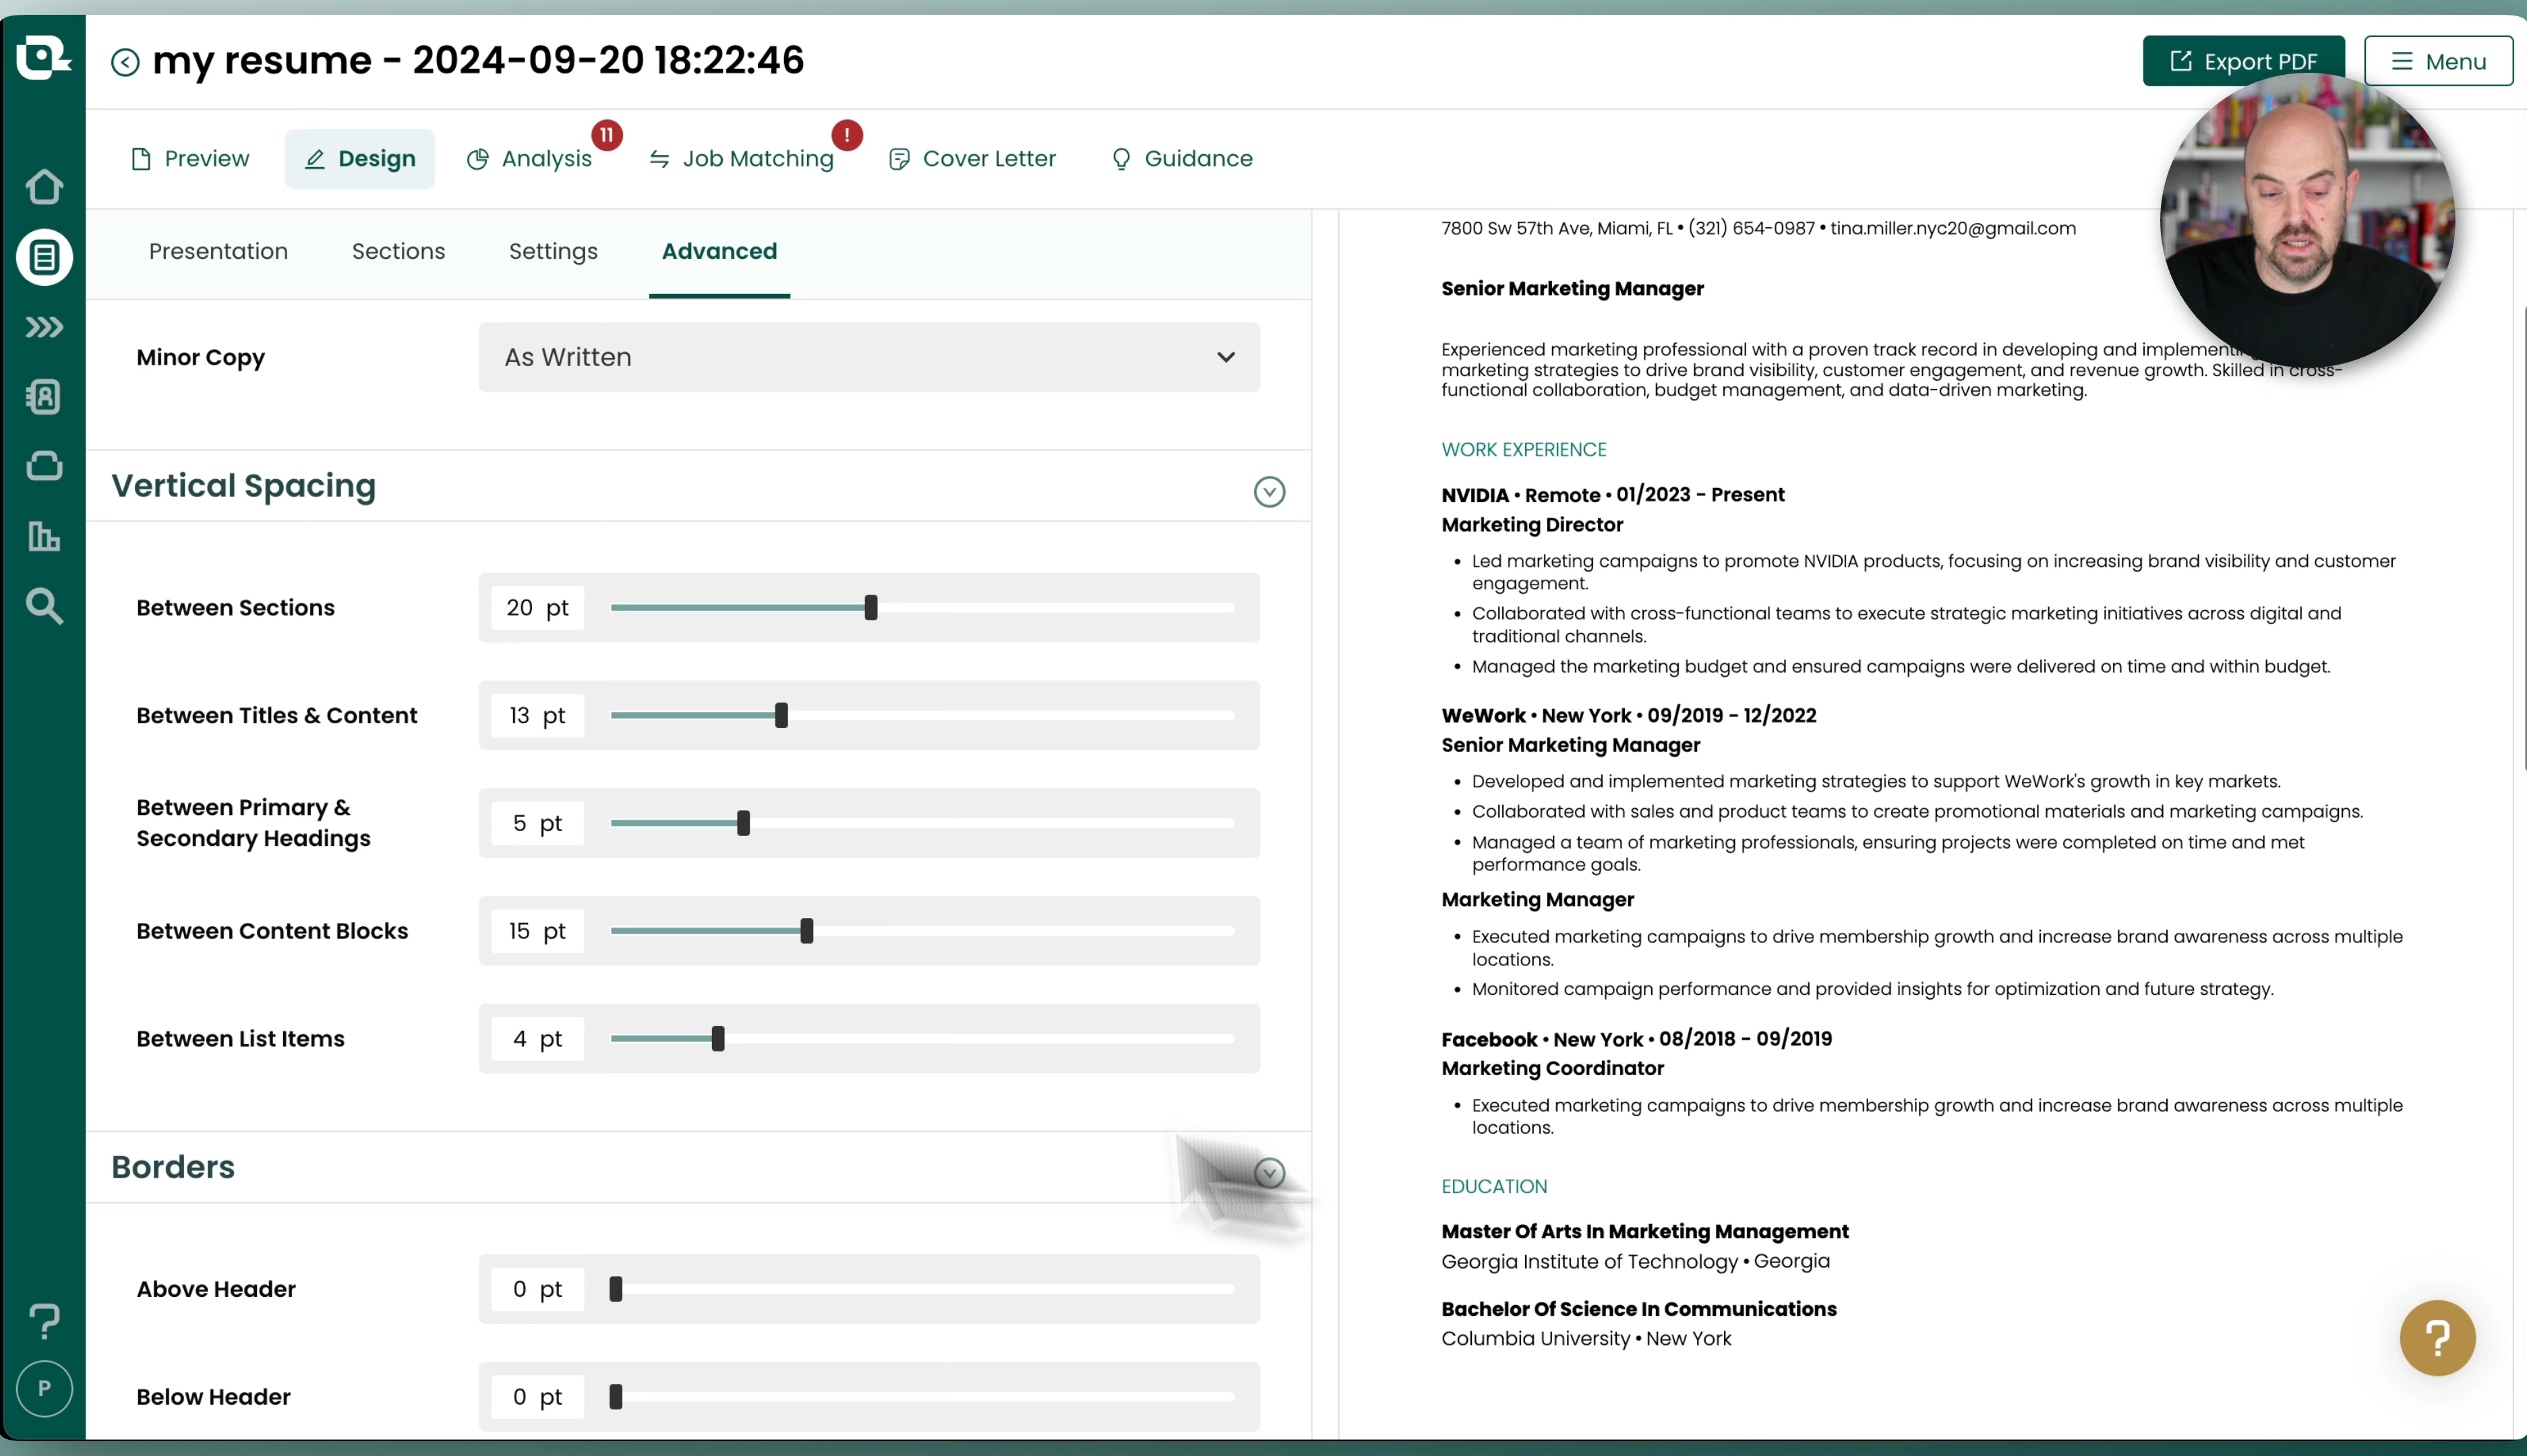 my resume - 2024-09-20 18:22:46
Export PDF
Menu
Preview
Design
Analysis
11
Job Matching
!
Cover Letter
Guidance
Presentation
Sections
Settings
Advanced
Minor Copy
As Written
Vertical Spacing
Between Sections
20 pt
Between Titles & Content
13 pt
Between Primary &
Secondary Headings
5 pt
Between Content Blocks
15 pt
Between List Items
4 pt
Borders
Above Header
0 pt
Below Header
0 pt
?
P
7800 Sw 57th Ave, Miami, FL • (321) 654-0987 • tina.miller.nyc20@gmail.com
Senior Marketing Manager
Experienced marketing professional with a proven track record in developing and
marketing strategies to drive brand visibility, customer engagement, and revenue growth. Skilled in cross-
functional collaboration, budget management, and data-driven marketing.
WORK EXPERIENCE
NVIDIA • Remote • 01/2023 - Present
Marketing Director
• Led marketing campaigns to promote NVIDIA products, focusing on increasing brand visibility and customer
engagement.
• Collaborated with cross-functional teams to execute strategic marketing initiatives across digital and
traditional channels.
• Managed the marketing budget and ensured campaigns were delivered on time and within budget.
WeWork • New York • 09/2019 - 12/2022
Senior Marketing Manager
• Developed and implemented marketing strategies to support WeWork's growth in key markets.
• Collaborated with sales and product teams to create promotional materials and marketing campaigns.
• Managed a team of marketing professionals, ensuring projects were completed on time and met
performance goals.
Marketing Manager
• Executed marketing campaigns to drive membership growth and increase brand awareness across multiple
locations.
• Monitored campaign performance and provided insights for optimization and future strategy.
Facebook • New York • 08/2018 - 09/2019
Marketing Coordinator
• Executed marketing campaigns to drive membership growth and increase brand awareness across multiple
locations.
EDUCATION
Master Of Arts In Marketing Management
Georgia Institute of Technology • Georgia
Bachelor Of Science In Communications
Columbia University • New York
?